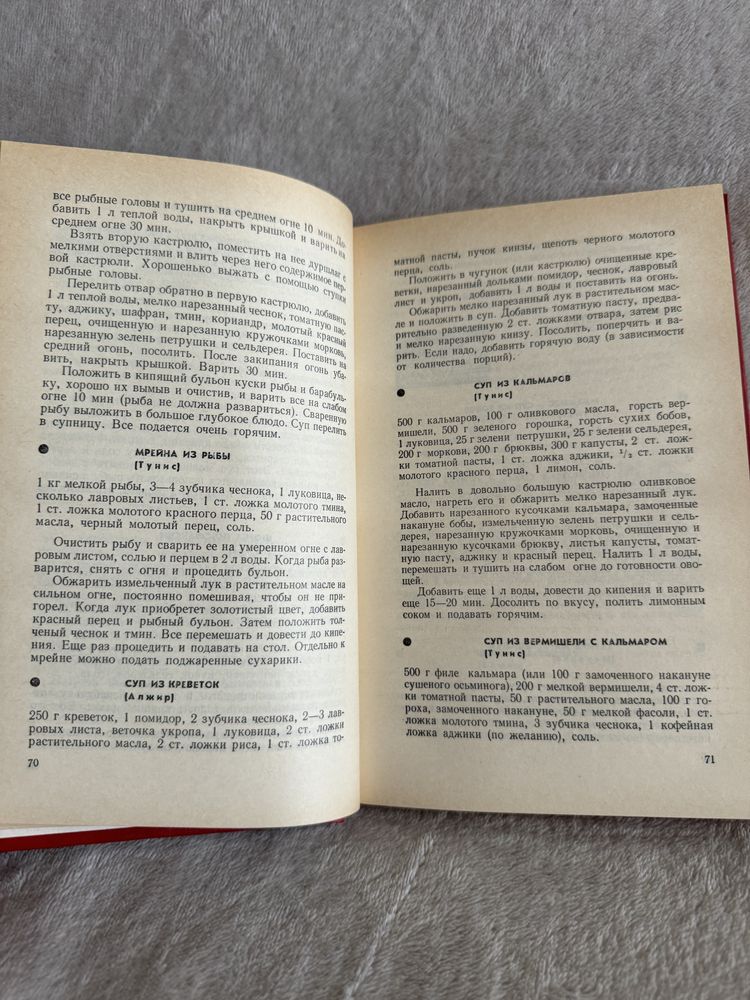 все рыбные головы и тушить на среднем огне 10 мин. До-
бавить 1 л теплой воды, накрыть крышкой и варить на
среднем огне 30 мин.
Взять вторую кастрюлю, поместить на нее дуршлаг с
мелкими отверстиями и влить через него содержимое пер-
вой кастрюли. Хорошенько выжать с помощью ступки
рыбные головы.
Перелить отвар обратно в первую кастрюлю, добавить
1 л теплой воды, мелко нарезанный чеснок, томатную пас-
ту, аджику, шафран, тмин, кориандр, молотый красный
перец, очищенную и нарезанную кружочками морковь,
нарезанную зелень петрушки и сельдерея. Поставить на
средний огонь, посолить. После закипания огонь уба-
вить, накрыть крышкой. Варить 30 мин.
Положить в кипящий бульон куски рыбы и барабуль-
ку, хорошо их вымыв и очистив, и варить все на слабом
огне 10 мин (рыба не должна развариться). Сваренную
рыбу выложить в большое глубокое блюдо. Суп перелить
в супницу. Все подается очень горячим.
МРЕЙНА ИЗ РЫБЫ
(Тунис)
1 кг мелкой рыбы, 3—4 зубчика чеснока, 1 луковица, не-
сколько лавровых листьев, 1 ст. ложка молотого тмина,
1 ст. ложка молотого красного перца, 50 г растительного
масла, черный молотый перец, соль.
Очистить рыбу и сварить ее на умеренном огне с лав-
ровым листом, солью и перцем в 2 л воды. Когда рыба раз-
варится, снять с огня и процедить бульон.
Обжарить измельченный лук в растительном масле на
сильном огне, постоянно помешивая, чтобы он не при-
горел. Когда лук приобретет золотистый цвет, добавить
красный перец и рыбный бульон. Затем положить тол-
ченый чеснок и тмин. Все перемешать и довести до кипе-
ния. Еще раз процедить и подавать на стол. Отдельно к
мрейне можно подать поджаренные сухарики.
СУП ИЗ КРЕВЕТОК
(Алжир)
250 г креветок, 1 помидор, 2 зубчика чеснока, 2—3 лав-
ровых листа, веточка укропа, 1 луковица, 2 ст. ложки
растительного масла, 2 ст. ложки риса, 1 ст. ложка то-
70
матной пасты, пучок кинзы, щепоть черного молотого
перца, соль.
Положить в чугунок (или кастрюлю) очищенные кре-
ветки, нарезанный дольками помидор, чеснок, лавровый
лист и укроп, добавить 1 л воды и поставить на огонь.
Обжарить мелко нарезанный лук в растительном мас-
ле и положить в суп. Добавить томатную пасту, предва-
рительно разведенную 2 ст. ложками отвара, затем рис
и мелко нарезанную кинзу. Посолить, поперчить и ва-
рить. Если надо, добавить горячую воду (в зависимости
от количества порций).
СУП ИЗ КАЛЬМАРОВ
(Тунис)
500 г кальмаров, 100 г оливкового масла, горсть вер-
мишели, 500 г зеленого горошка, горсть сухих бобов,
1 луковица, 25 г зелени петрушки, 25 г зелени сельдерея,
200 г моркови, 200 г брюквы, 300 г капусты, 2 ст. лож-
ки томатной пасты, 1 ст. ложка аджики, 1/2 ст. ложки
молотого красного перца, 1 лимон, соль.
Налить в довольно большую кастрюлю оливковое
масло, нагреть его и обжарить мелко нарезанный лук.
Добавить нарезанного кусочками кальмара, замоченные
накануне бобы, измельченную зелень петрушки и сель-
дерея, нарезанную кружочками морковь, очищенную и
нарезанную кусочками брюкву, листья капусты, томат-
ную пасту, аджику и красный перец. Налить 1 л воды,
перемешать и тушить на слабом огне до готовности ово-
щей.
Добавить еще 1 л воды, довести до кипения и варить
еще 15—20 мин. Досолить по вкусу, полить лимонным
соком и подавать горячим.
СУП ИЗ ВЕРМИШЕЛИ С КАЛЬМАРОМ
(Тунис)
500 г филе кальмара (или 100 г замоченного накануне
сушеного осьминога), 200 г мелкой вермишели, 4 ст. лож-
ки томатной пасты, 50 г растительного масла, 100 г го-
роха, замоченного накануне, 50 г мелкой фасоли, 1 ст.
ложка молотого тмина, 3 зубчика чеснока, 1 кофейная
ложка аджики (по желанию), соль.
71